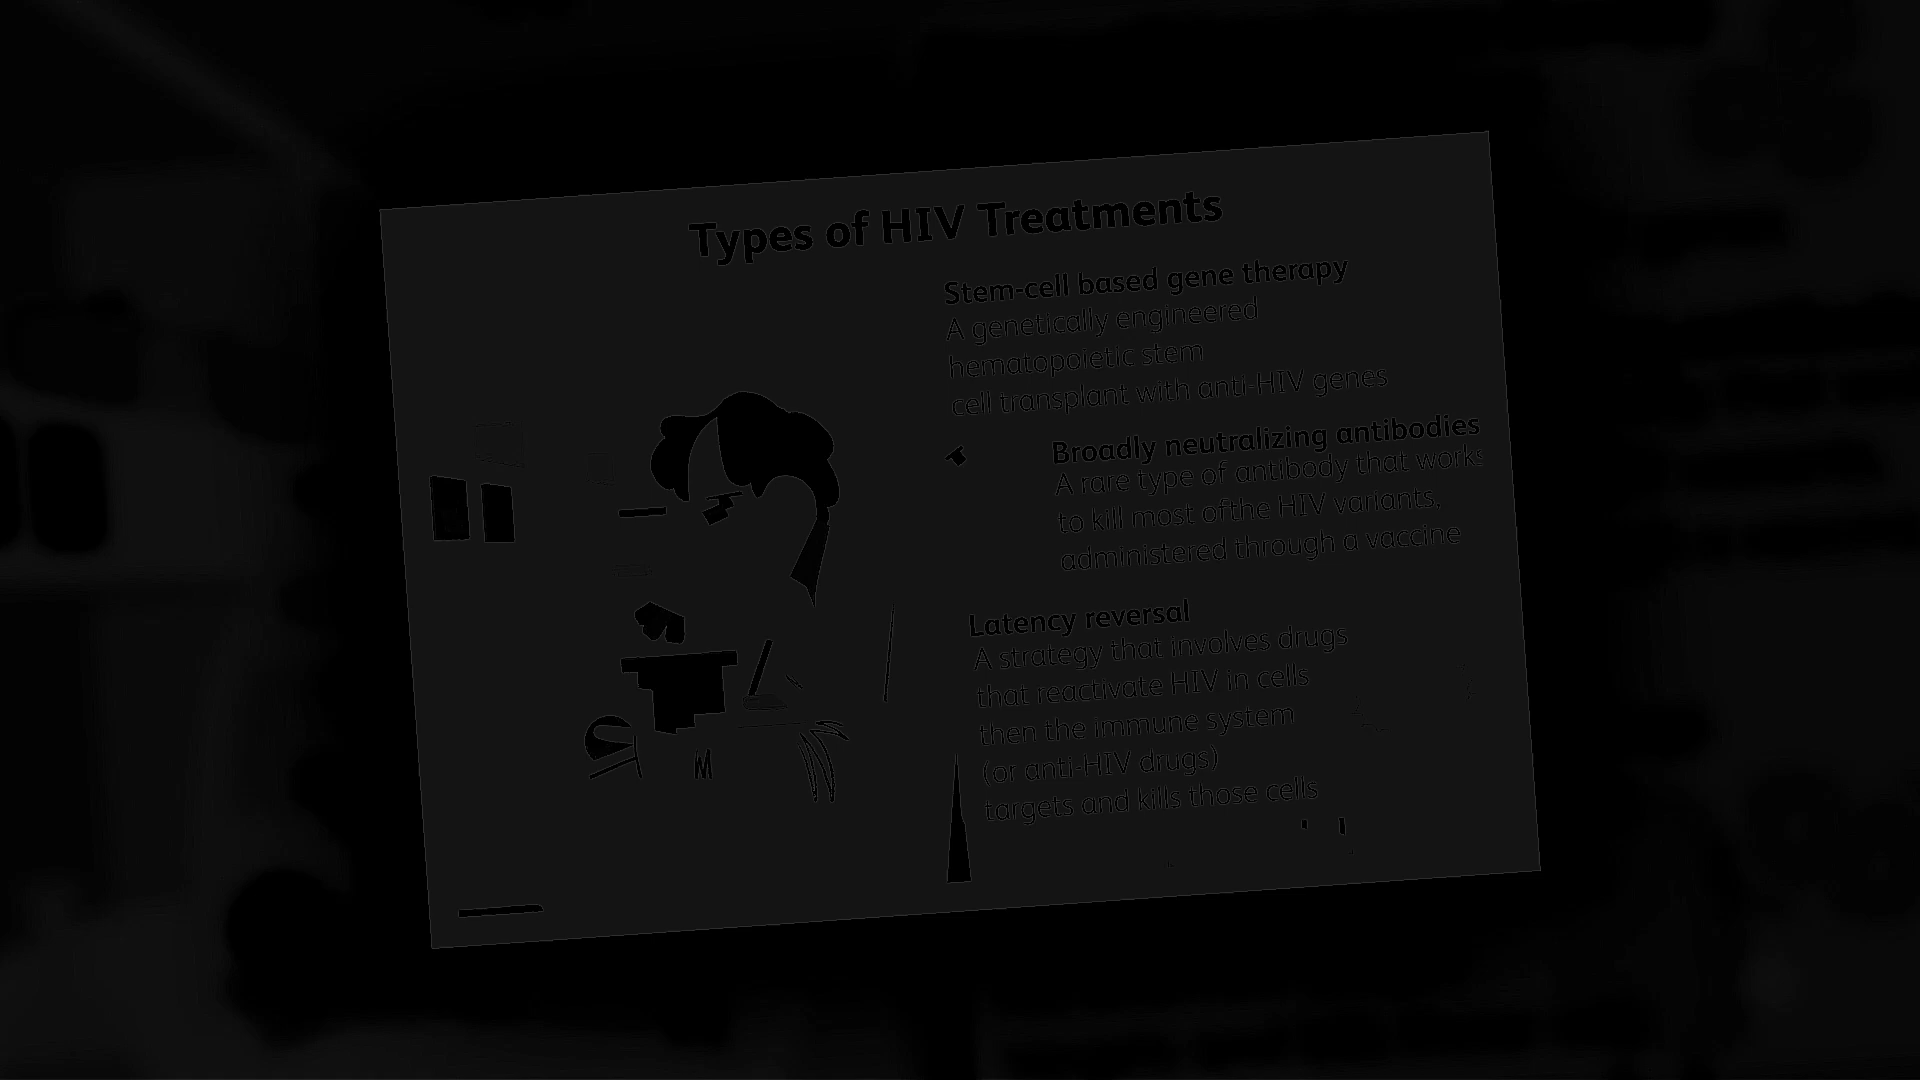 Types of HIV Treatments
Stem-cell based gene therapy
A genetically engineered
hematopoietic stem
cell transplant with anti-HIV genes
Broadly neutralizing antibodies
A rare type of antibody that works
to kill most ofthe HIV variants,
administered through a vaccine
Latency reversal
A strategy that involves drugs
that reactivate HIV in cells
then the immune system
(or anti-HIV drugs)
targets and kills those cells